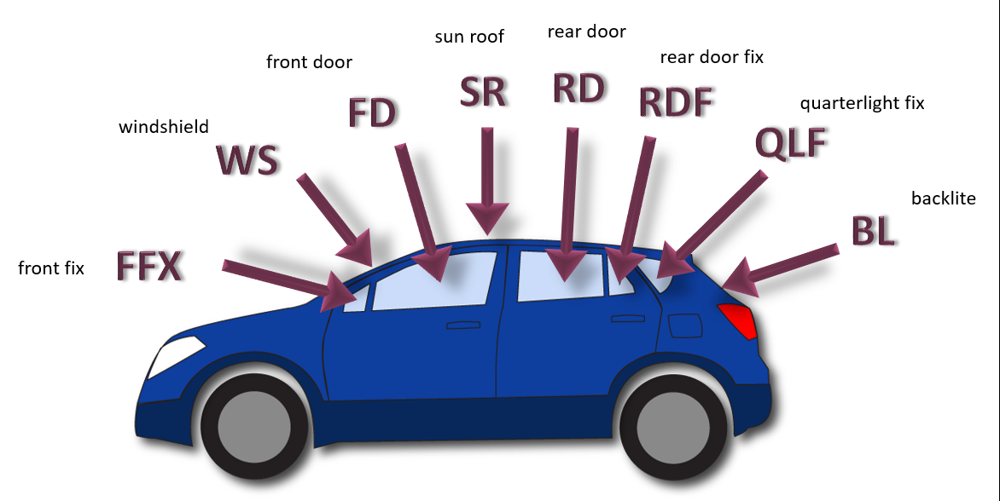 sun roof
rear door
front door
rear door fix
SR
RD
RDF
FD
quarterlight fix
windshield
QLF
WS
backlite
BL
front fix
FFX